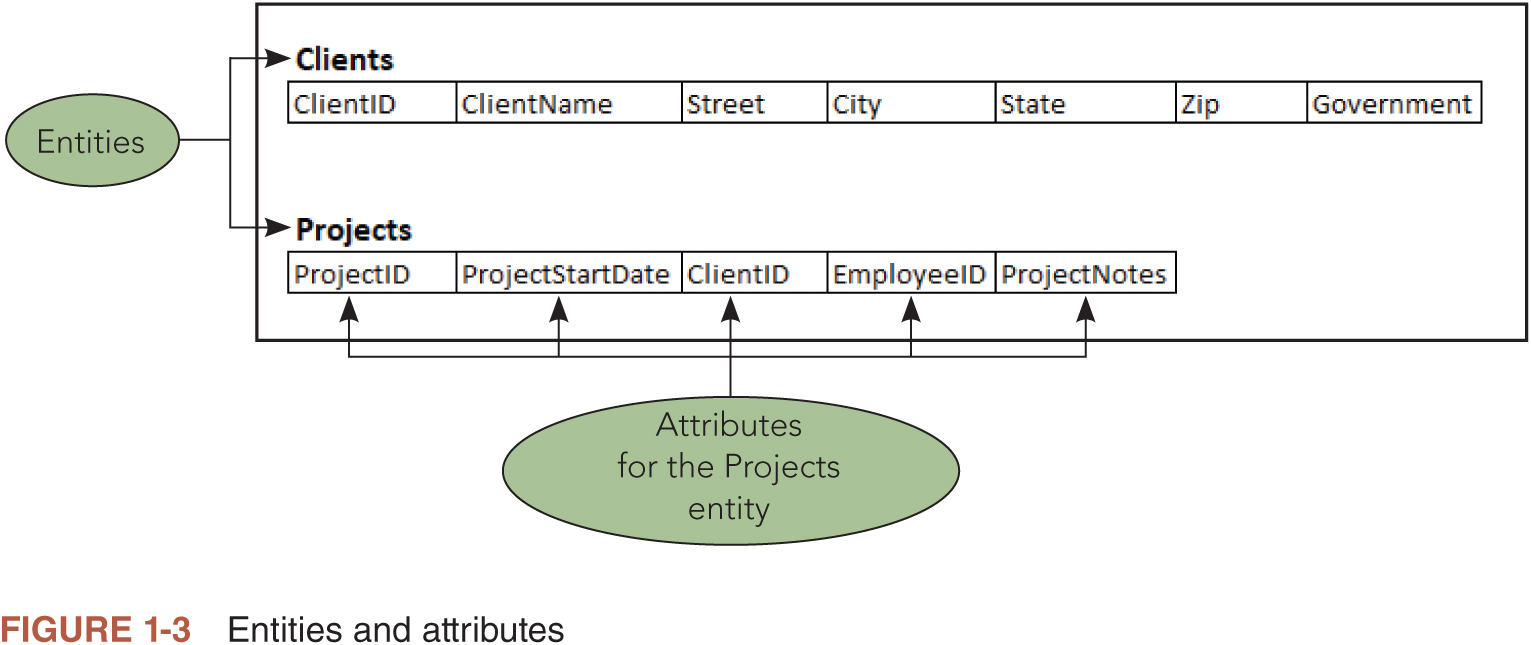 Clients
ClientID ClientName Street City State Zip Government
Entities
Projects
ProjectID ProjectStartDate ClientID EmployeeID ProjectNotes
Attributes
for the Projects
entity
FIGURE 1-3 Entities and attributes